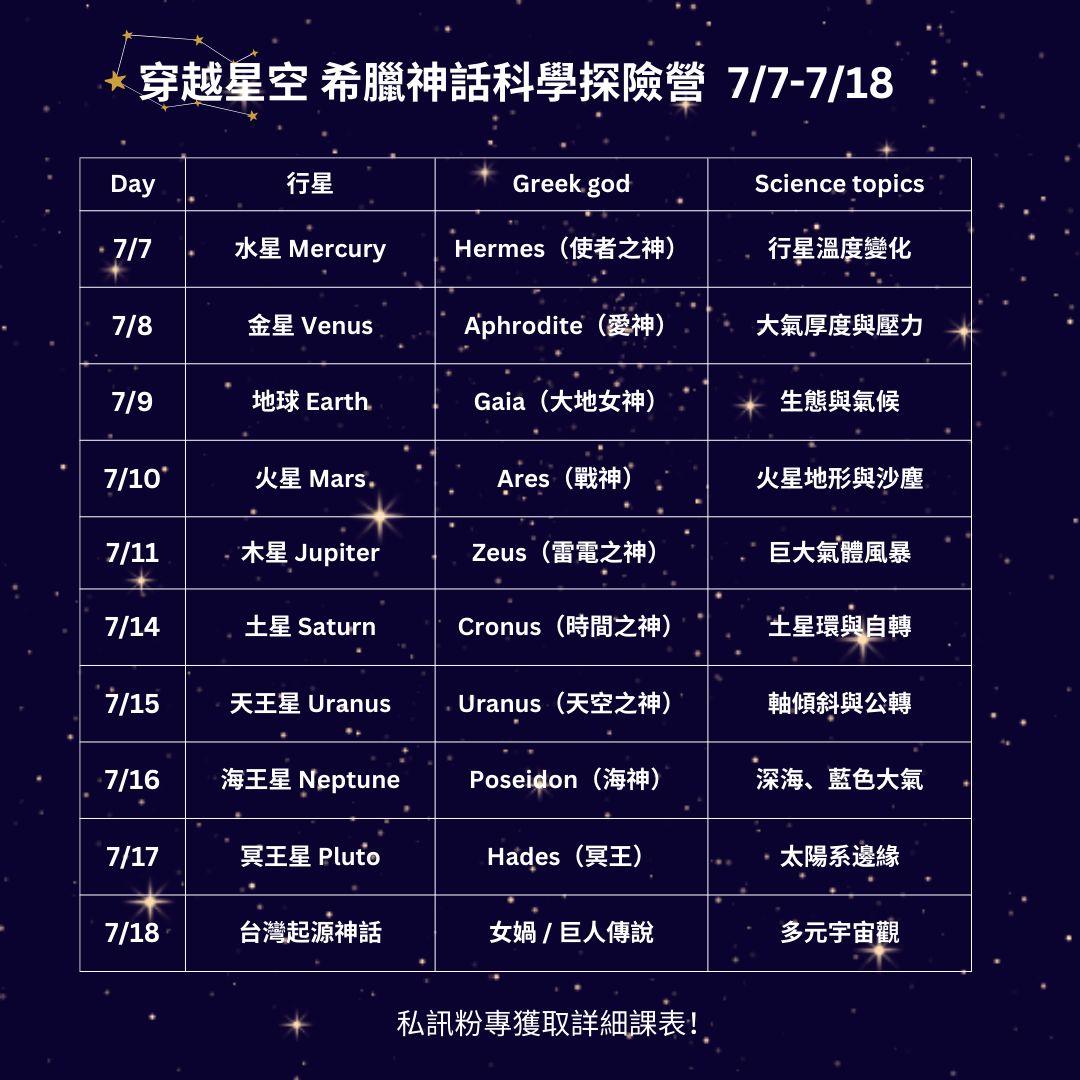 穿越星空 希臘神話科學探險營 7/7-7/18
Day 行星 Greek god Science topics
7/7 水星 Mercury Hermes（使者之神） 行星溫度變化
7/8 金星 Venus Aphrodite（愛神） 大氣厚度與壓力
7/9 地球 Earth Gaia（大地女神） 生態與氣候
7/10 火星 Mars Ares（戰神） 火星地形與沙塵
7/11 木星 Jupiter Zeus（雷電之神） 巨大氣體風暴
7/14 土星 Saturn Cronus（時間之神） 土星環與自轉
7/15 天王星 Uranus Uranus（天空之神） 軸傾斜與公轉
7/16 海王星 Neptune Poseidon（海神） 深海、藍色大氣
7/17 冥王星 Pluto Hades（冥王） 太陽系邊緣
7/18 台灣起源神話 女媧 / 巨人傳說 多元宇宙觀
私訊粉專獲取詳細課表！